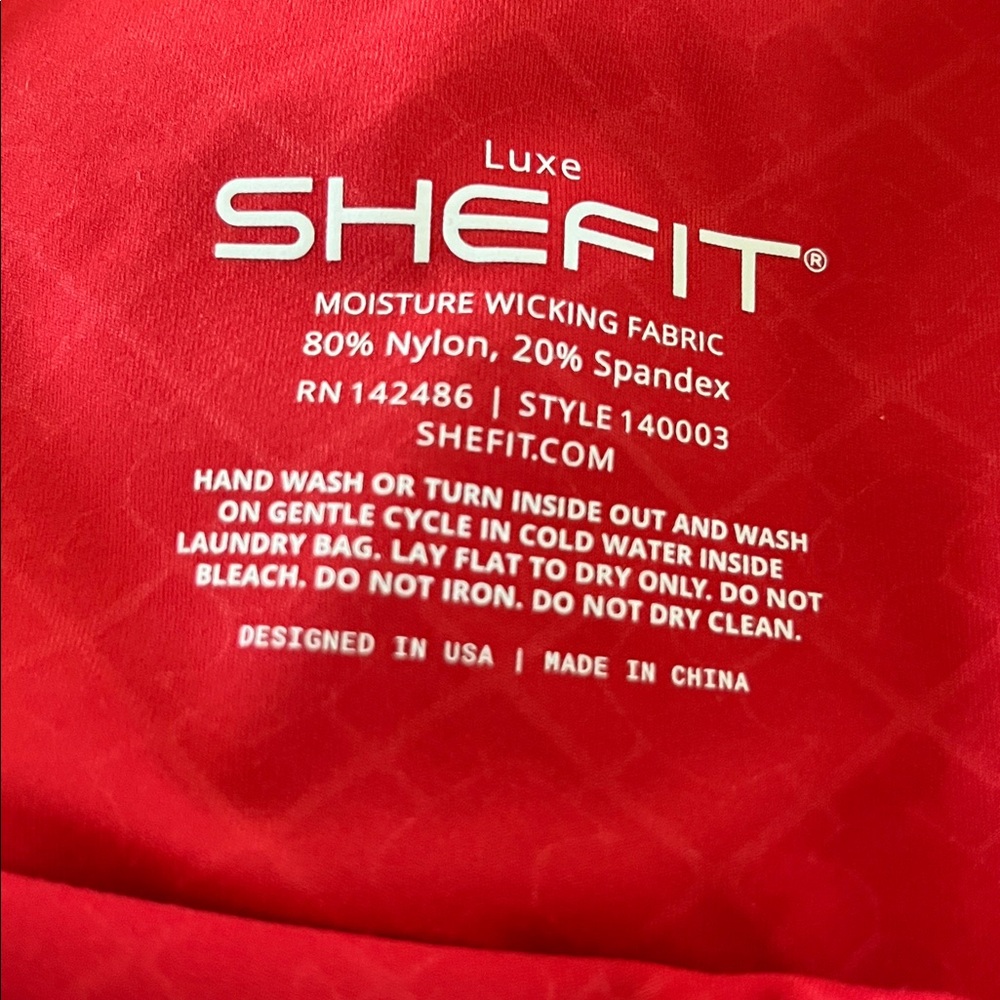 Luxe
SHEFIT®
MOISTURE WICKING FABRIC
80% Nylon, 20% Spandex
RN 142486 | STYLE 140003
SHEFIT.COM
HAND WASH OR TURN INSIDE OUT AND WASH
ON GENTLE CYCLE IN COLD WATER INSIDE
LAUNDRY BAG. LAY FLAT TO DRY ONLY. DO NOT
BLEACH. DO NOT IRON. DO NOT DRY CLEAN.
DESIGNED IN USA | MADE IN CHINA